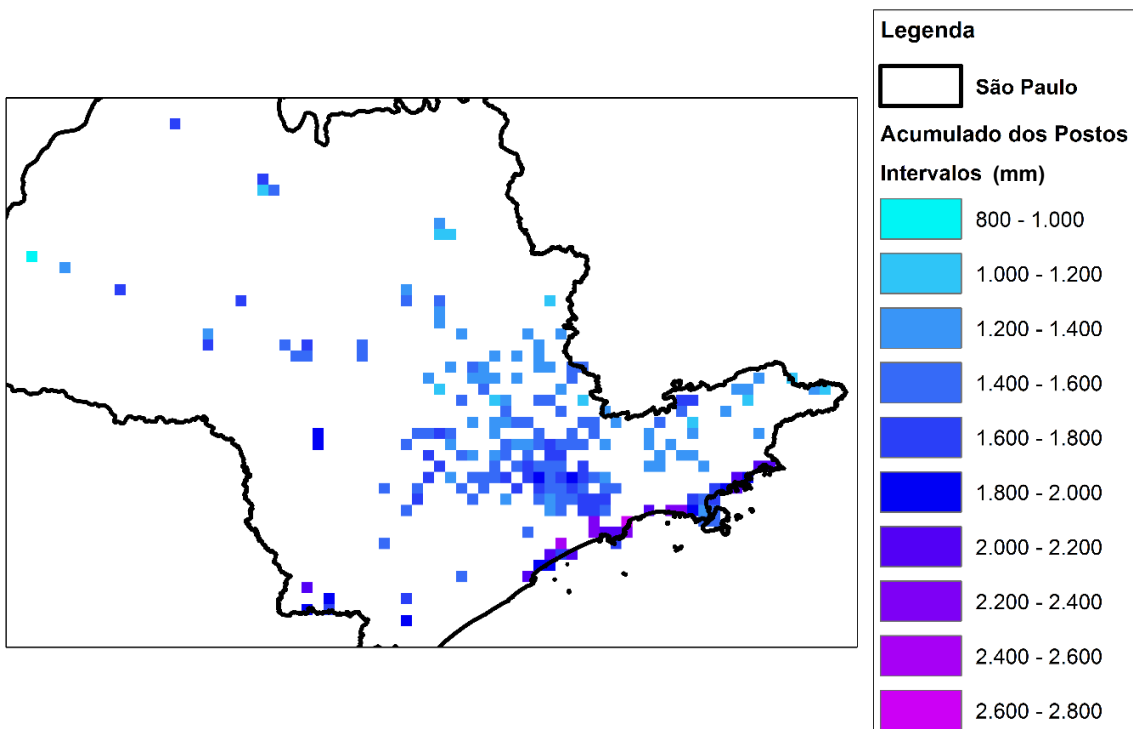 Legenda
São Paulo
Acumulado dos Postos
Intervalos (mm)
800 - 1.000
1.000 - 1.200
1.200 - 1.400
1.400 - 1.600
1.600 - 1.800
1.800 - 2.000
2.000 - 2.200
2.200 - 2.400
2.400 - 2.600
2.600 - 2.800